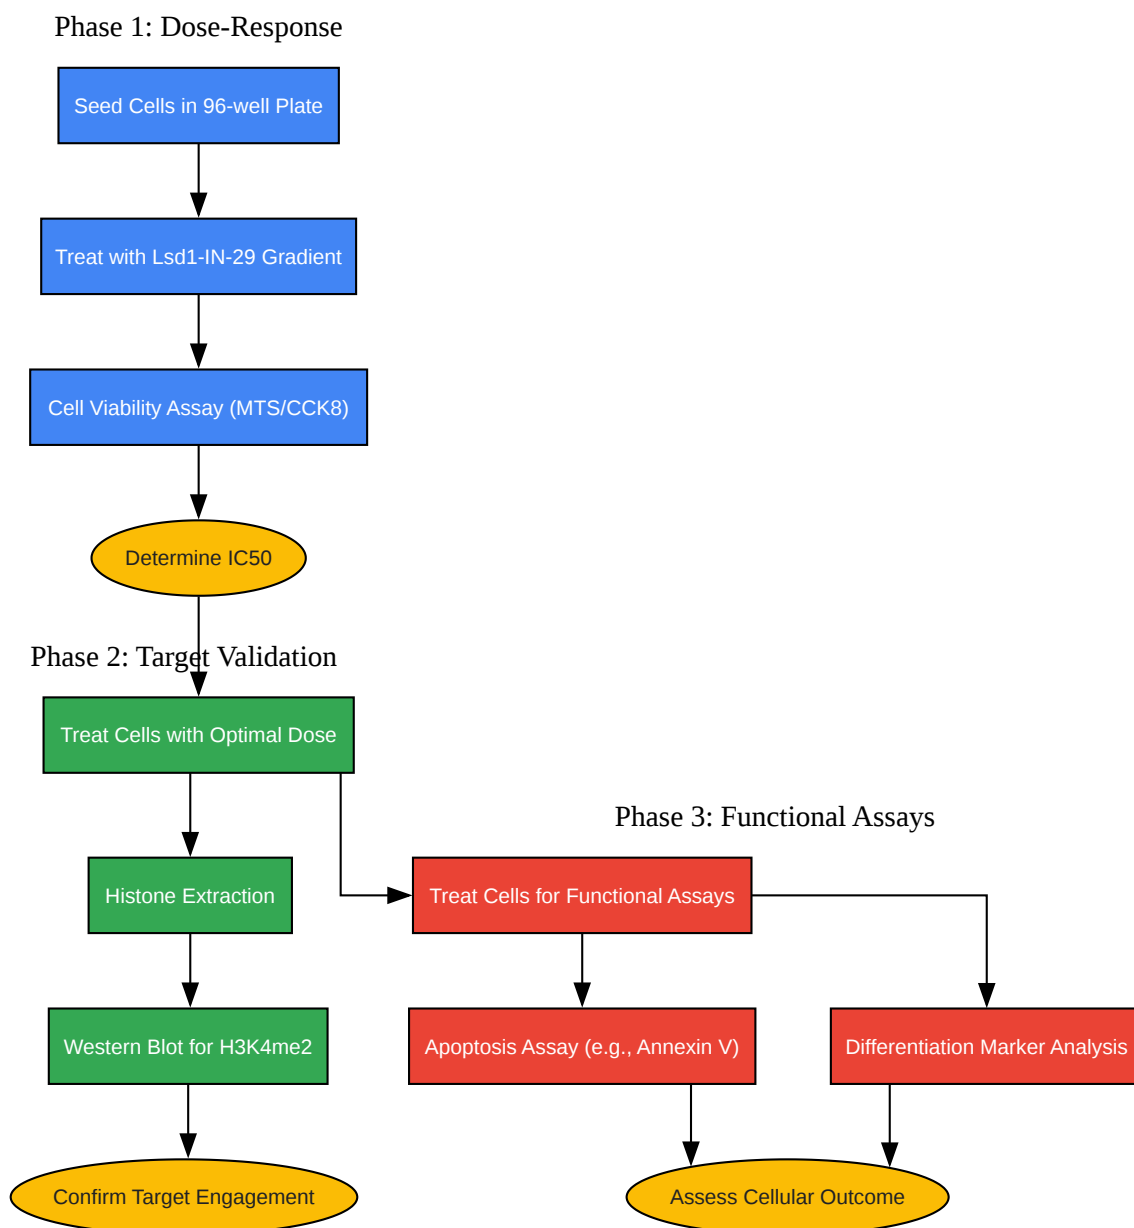 Phase 1: Dose-Response
Seed Cells in 96-well Plate
Treat with Lsd1-IN-29 Gradient
Cell Viability Assay (MTS/CCK8)
Determine IC50
Phase 2: Target Validation
Treat Cells with Optimal Dose
Phase 3: Functional Assays
Histone Extraction
Treat Cells for Functional Assays
Western Blot for H3K4me2
Apoptosis Assay (e.g., Annexin V)
Differentiation Marker Analysis
Confirm Target Engagement
Assess Cellular Outcome